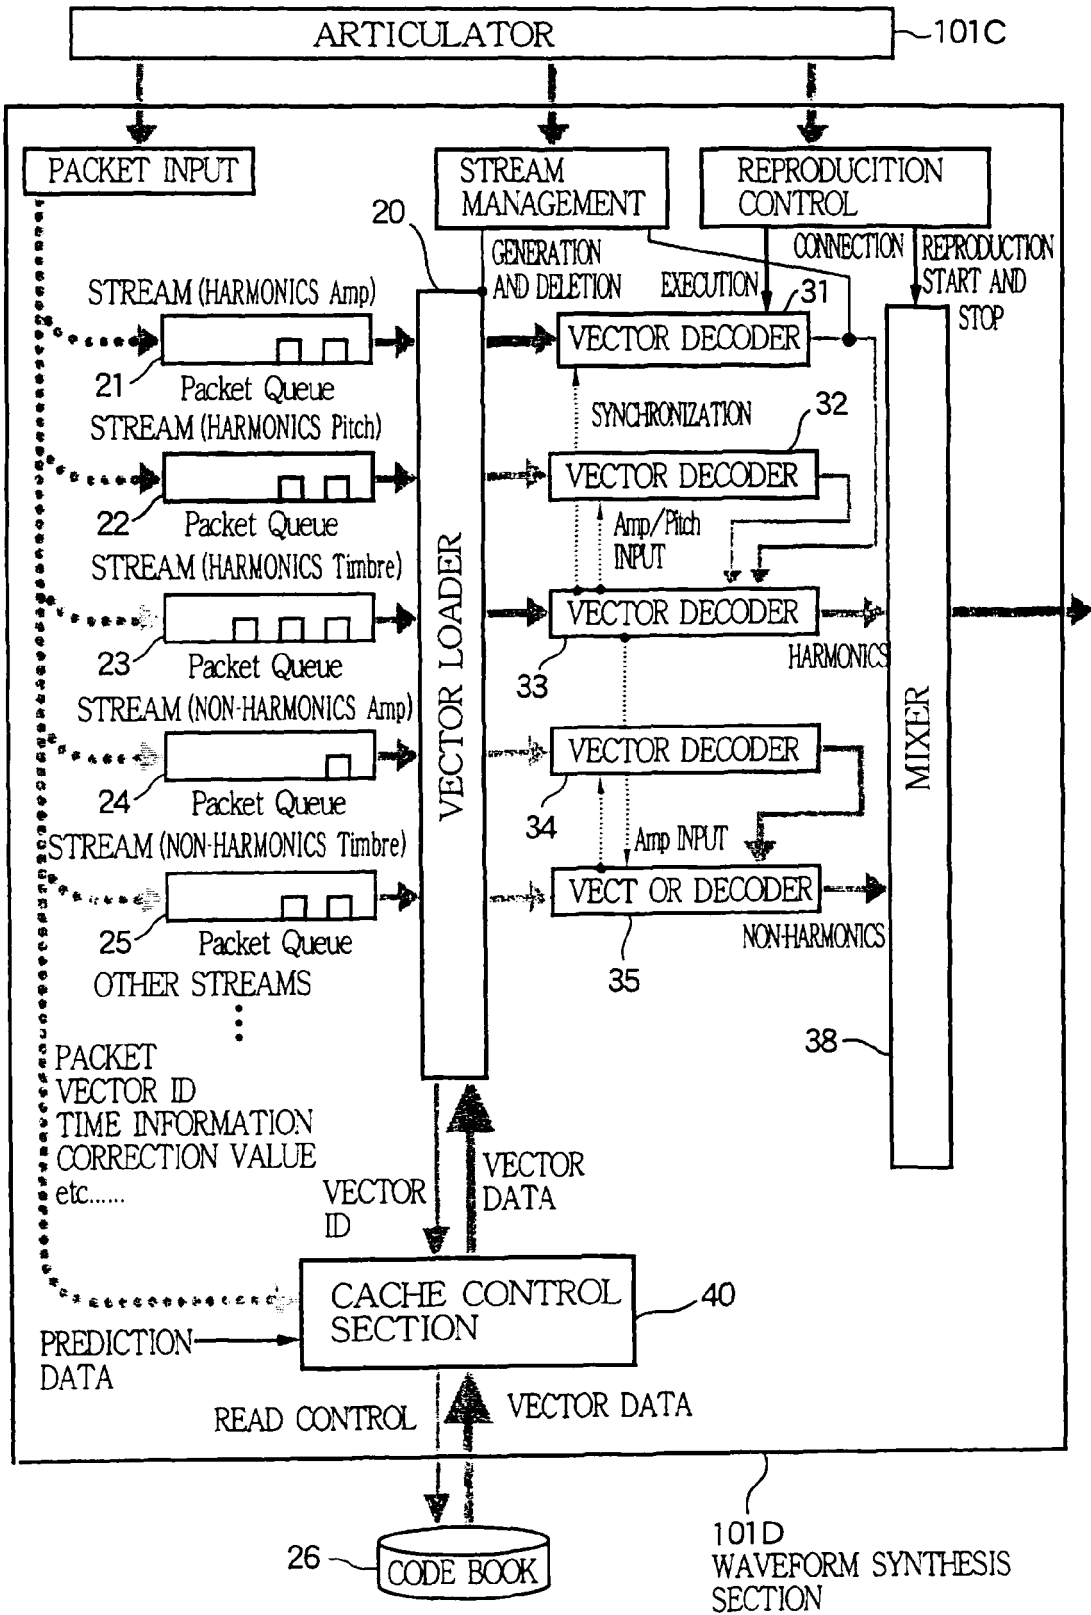 ARTICULATOR
101C
PACKET INPUT
STREAM
MANAGEMENT
REPRODUCITION
CONTROL
20
GENERATION
AND DELETION
CONNECTION
REPRODUCTION
START AND
STOP
EXECUTION
31
STREAM (HARMONICS Amp)
VECTOR DECODER
21
Packet Queue
SYNCHRONIZATION
32
STREAM (HARMONICS Pitch)
VECTOR DECODER
22
Packet Queue
Amp/Pitch
INPUT
STREAM (HARMONICS Timbre)
VECTOR DECODER
23
Packet Queue
33
HARMONICS
VECTOR LOADER
MIXER
STREAM (NON-HARMONICS Amp)
VECTOR DECODER
24
Packet Queue
34
Amp INPUT
STREAM (NON-HARMONICS Timbre)
VECT OR DECODER
25
Packet Queue
35
NON-HARMONICS
OTHER STREAMS
38
PACKET
VECTOR ID
TIME INFORMATION
CORRECTION VALUE
etc......
VECTOR
ID
VECTOR
DATA
CACHE CONTROL
SECTION
40
PREDICTION
DATA
READ CONTROL
VECTOR DATA
26
CODE BOOK
101D
WAVEFORM SYNTHESIS
SECTION